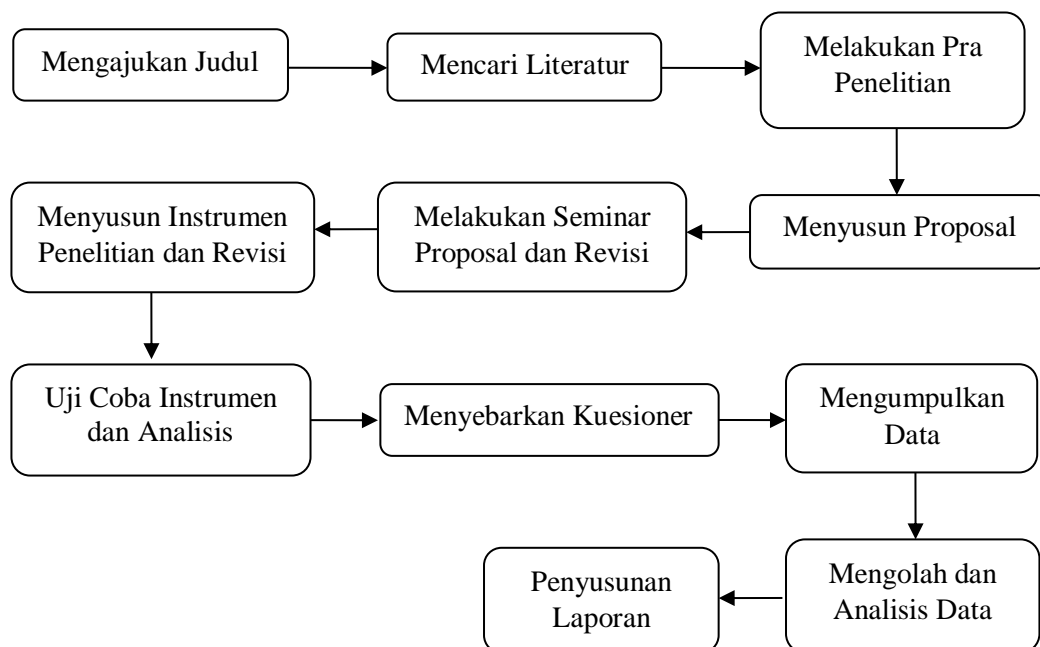 Mengajukan Judul
Mencari Literatur
Melakukan Pra
Penelitian
Menyusun Proposal
Melakukan Seminar
Proposal dan Revisi
Menyusun Instrumen
Penelitian dan Revisi
Uji Coba Instrumen
dan Analisis
Menyebarkan Kuesioner
Mengumpulkan
Data
Mengolah dan
Analisis Data
Penyusunan
Laporan